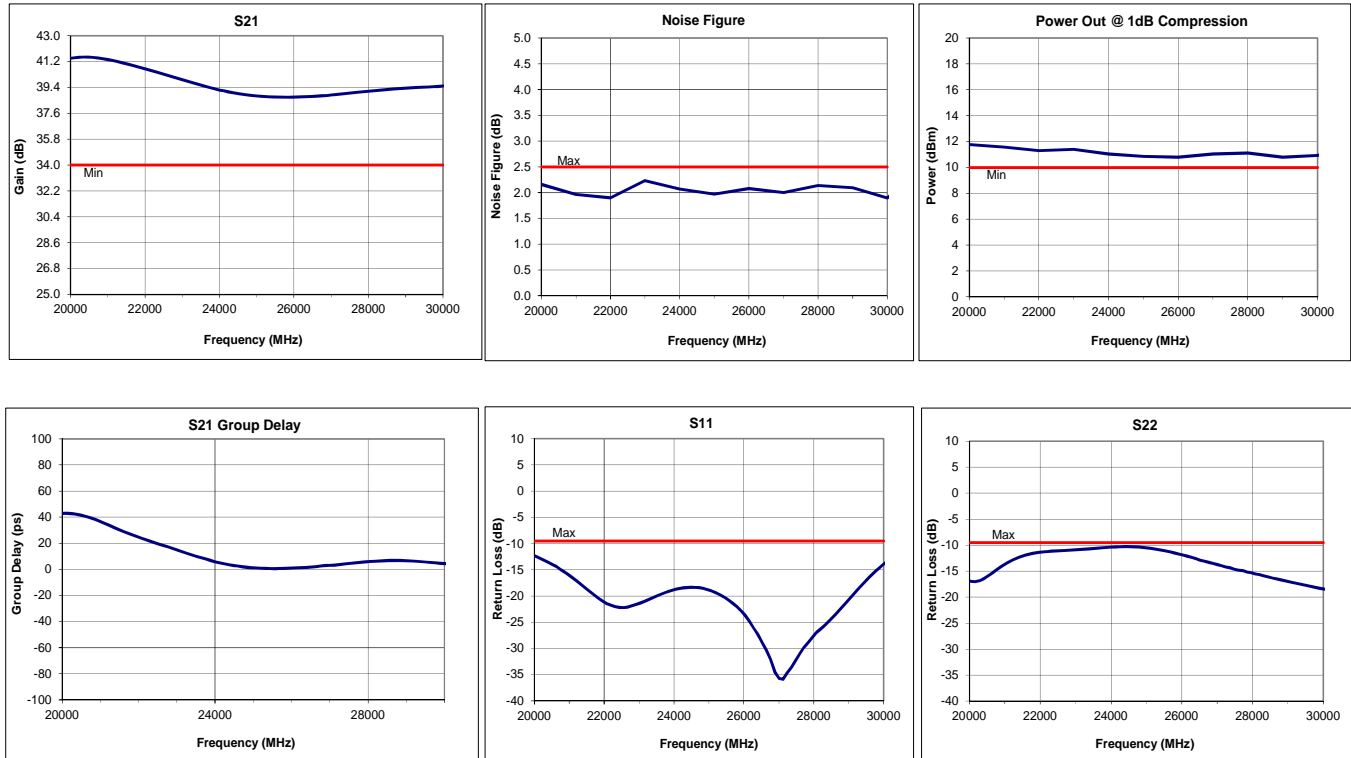 S21
43.0
41.2
39.4
37.6
35.8
34.0
32.2
30.4
28.6
26.8
25.0
Gain (dB)
Min
20000 22000 24000 26000 28000 30000
Frequency (MHz)
Noise Figure
5.0
4.5
4.0
3.5
3.0
2.5
2.0
1.5
1.0
0.5
0.0
Noise Figure (dB)
Max
20000 22000 24000 26000 28000 30000
Frequency (MHz)
Power Out @ 1dB Compression
20
18
16
14
12
10
8
6
4
2
0
Power (dBm)
Min
20000 22000 24000 26000 28000 30000
Frequency (MHz)
S21 Group Delay
100
80
60
40
20
0
-20
-40
-60
-80
-100
Group Delay (ps)
20000 24000 28000
Frequency (MHz)
S11
10
5
0
-5
-10
-15
-20
-25
-30
-35
-40
Return Loss (dB)
Max
20000 22000 24000 26000 28000 30000
Frequency (MHz)
S22
10
5
0
-5
-10
-15
-20
-25
-30
-35
-40
Return Loss (dB)
Max
20000 22000 24000 26000 28000 30000
Frequency (MHz)